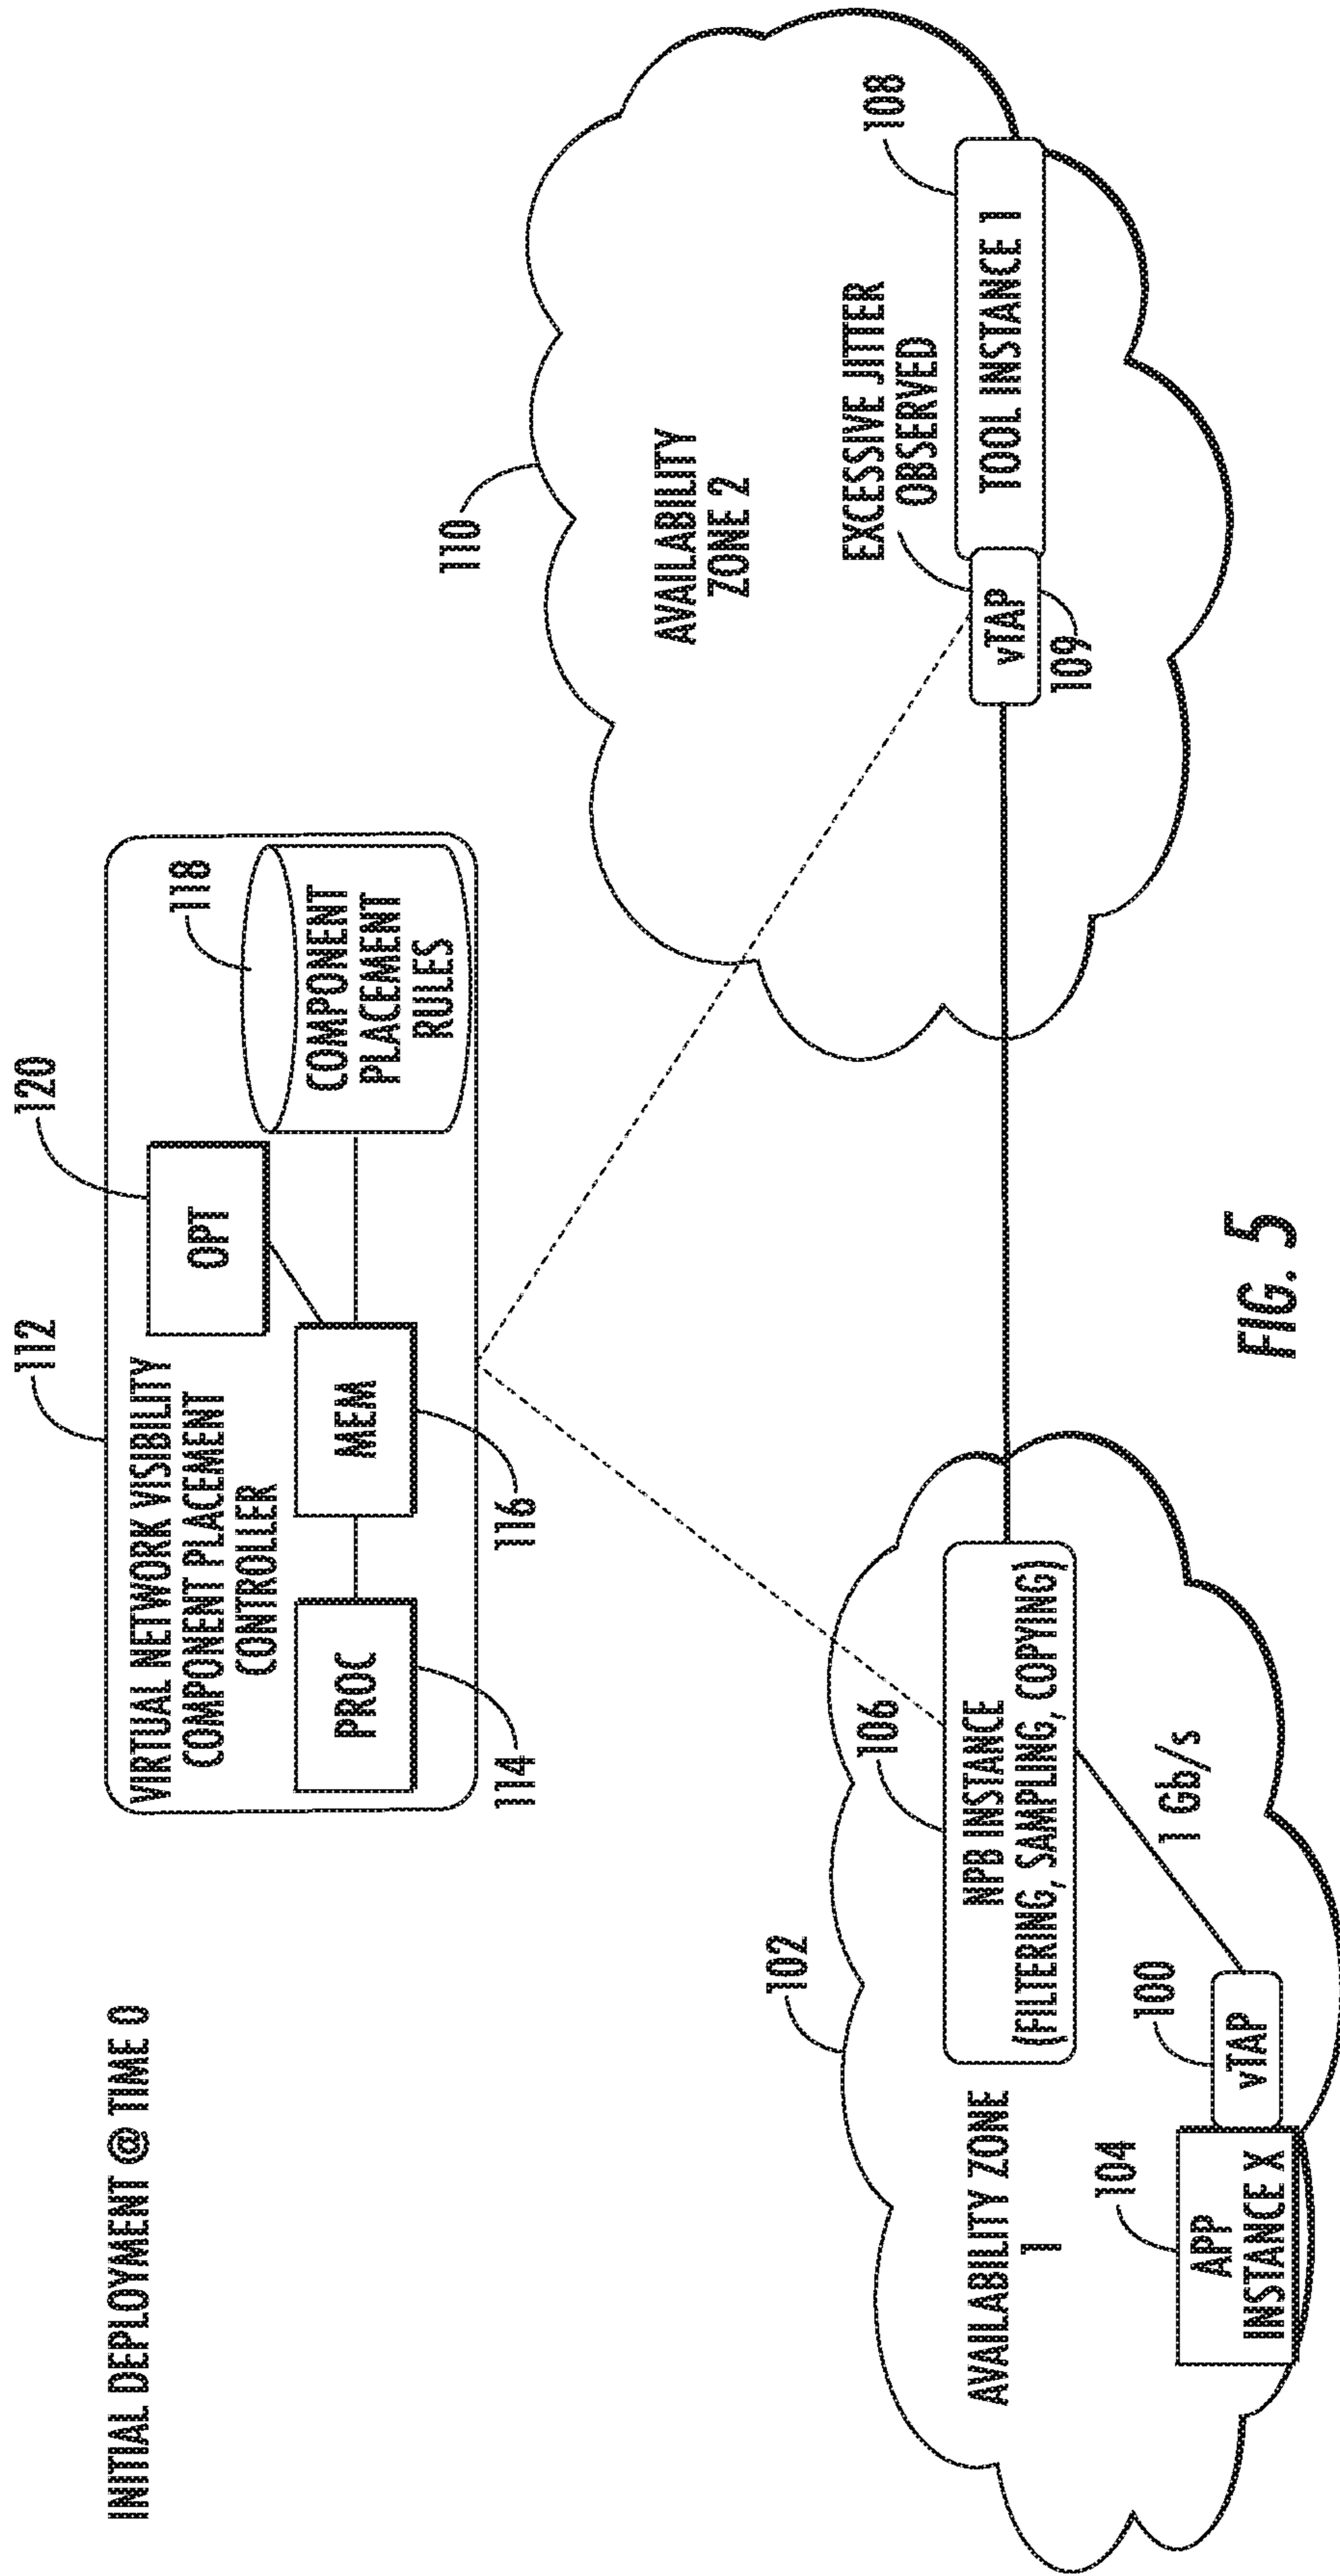 INITIAL DEPLOYMENT @ TIME 0
112
120
118
VIRTUAL NETWORK VISIBILITY
COMPONENT PLACEMENT
CONTROLLER
OPT
PROC
MEM
COMPONENT
PLACEMENT
RULES
114
116
110
AVAILABILITY
ZONE 2
102
106
108
EXCESSIVE JITTER
OBSERVED
NPB INSTANCE
(FILTERING, SAMPLING, COPYING)
vTAP
TOOL INSTANCE 1
109
AVAILABILITY ZONE
1
104
100
1 Gb/s
APP
INSTANCE X
vTAP
FIG. 5